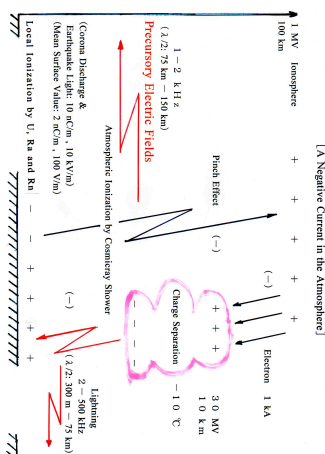 [A Negative Current in the Atmosphere]
1 MV Ionosphere
100 km
+ + + + +
(−)
Electron 1 kA
Pinch Effect
(−)
+ + +
Charge Separation
− − −
30 MV
10 km
−10 ℃
1−2 kHz
(λ/2: 75 km − 150 km)
Precursory Electric Fields
Atmospheric Ionization by Cosmicray Shower
Lightning
2−500 kHz
(λ/2: 300 m − 75 km)
(Corona Discharge &
Earthquake Light: 10 nC/m, 10 kV/m)
(Mean Surface Value: 2 nC/m, 100 V/m)
(−)
Local Ionization by U, Ra and Rn
− − + + + +